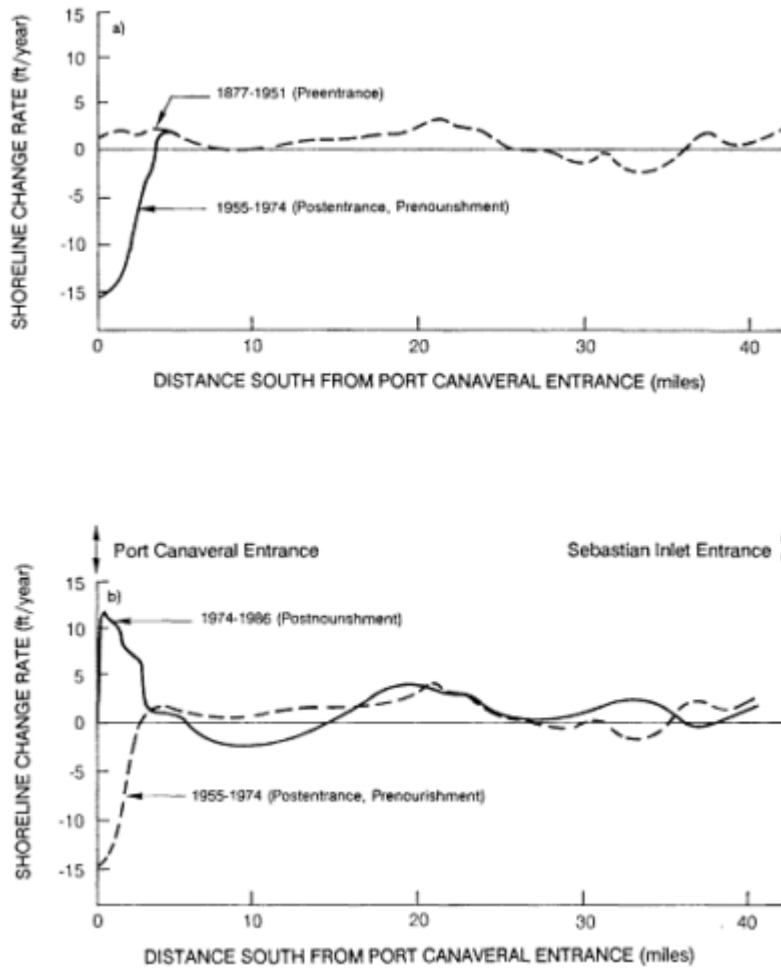 a)
SHORELINE CHANGE RATE (ft/year)
15
10
5
0
-5
-10
-15
1877-1951 (Preentrance)
1955-1974 (Postentrance, Prenourishment)
0 10 20 30 40
DISTANCE SOUTH FROM PORT CANAVERAL ENTRANCE (miles)
Port Canaveral Entrance
Sebastian Inlet Entrance
b)
SHORELINE CHANGE RATE (ft/year)
15
10
5
0
-5
-10
-15
1974-1986 (Postnourishment)
1955-1974 (Postentrance, Prenourishment)
0 10 20 30 40
DISTANCE SOUTH FROM PORT CANAVERAL ENTRANCE (miles)